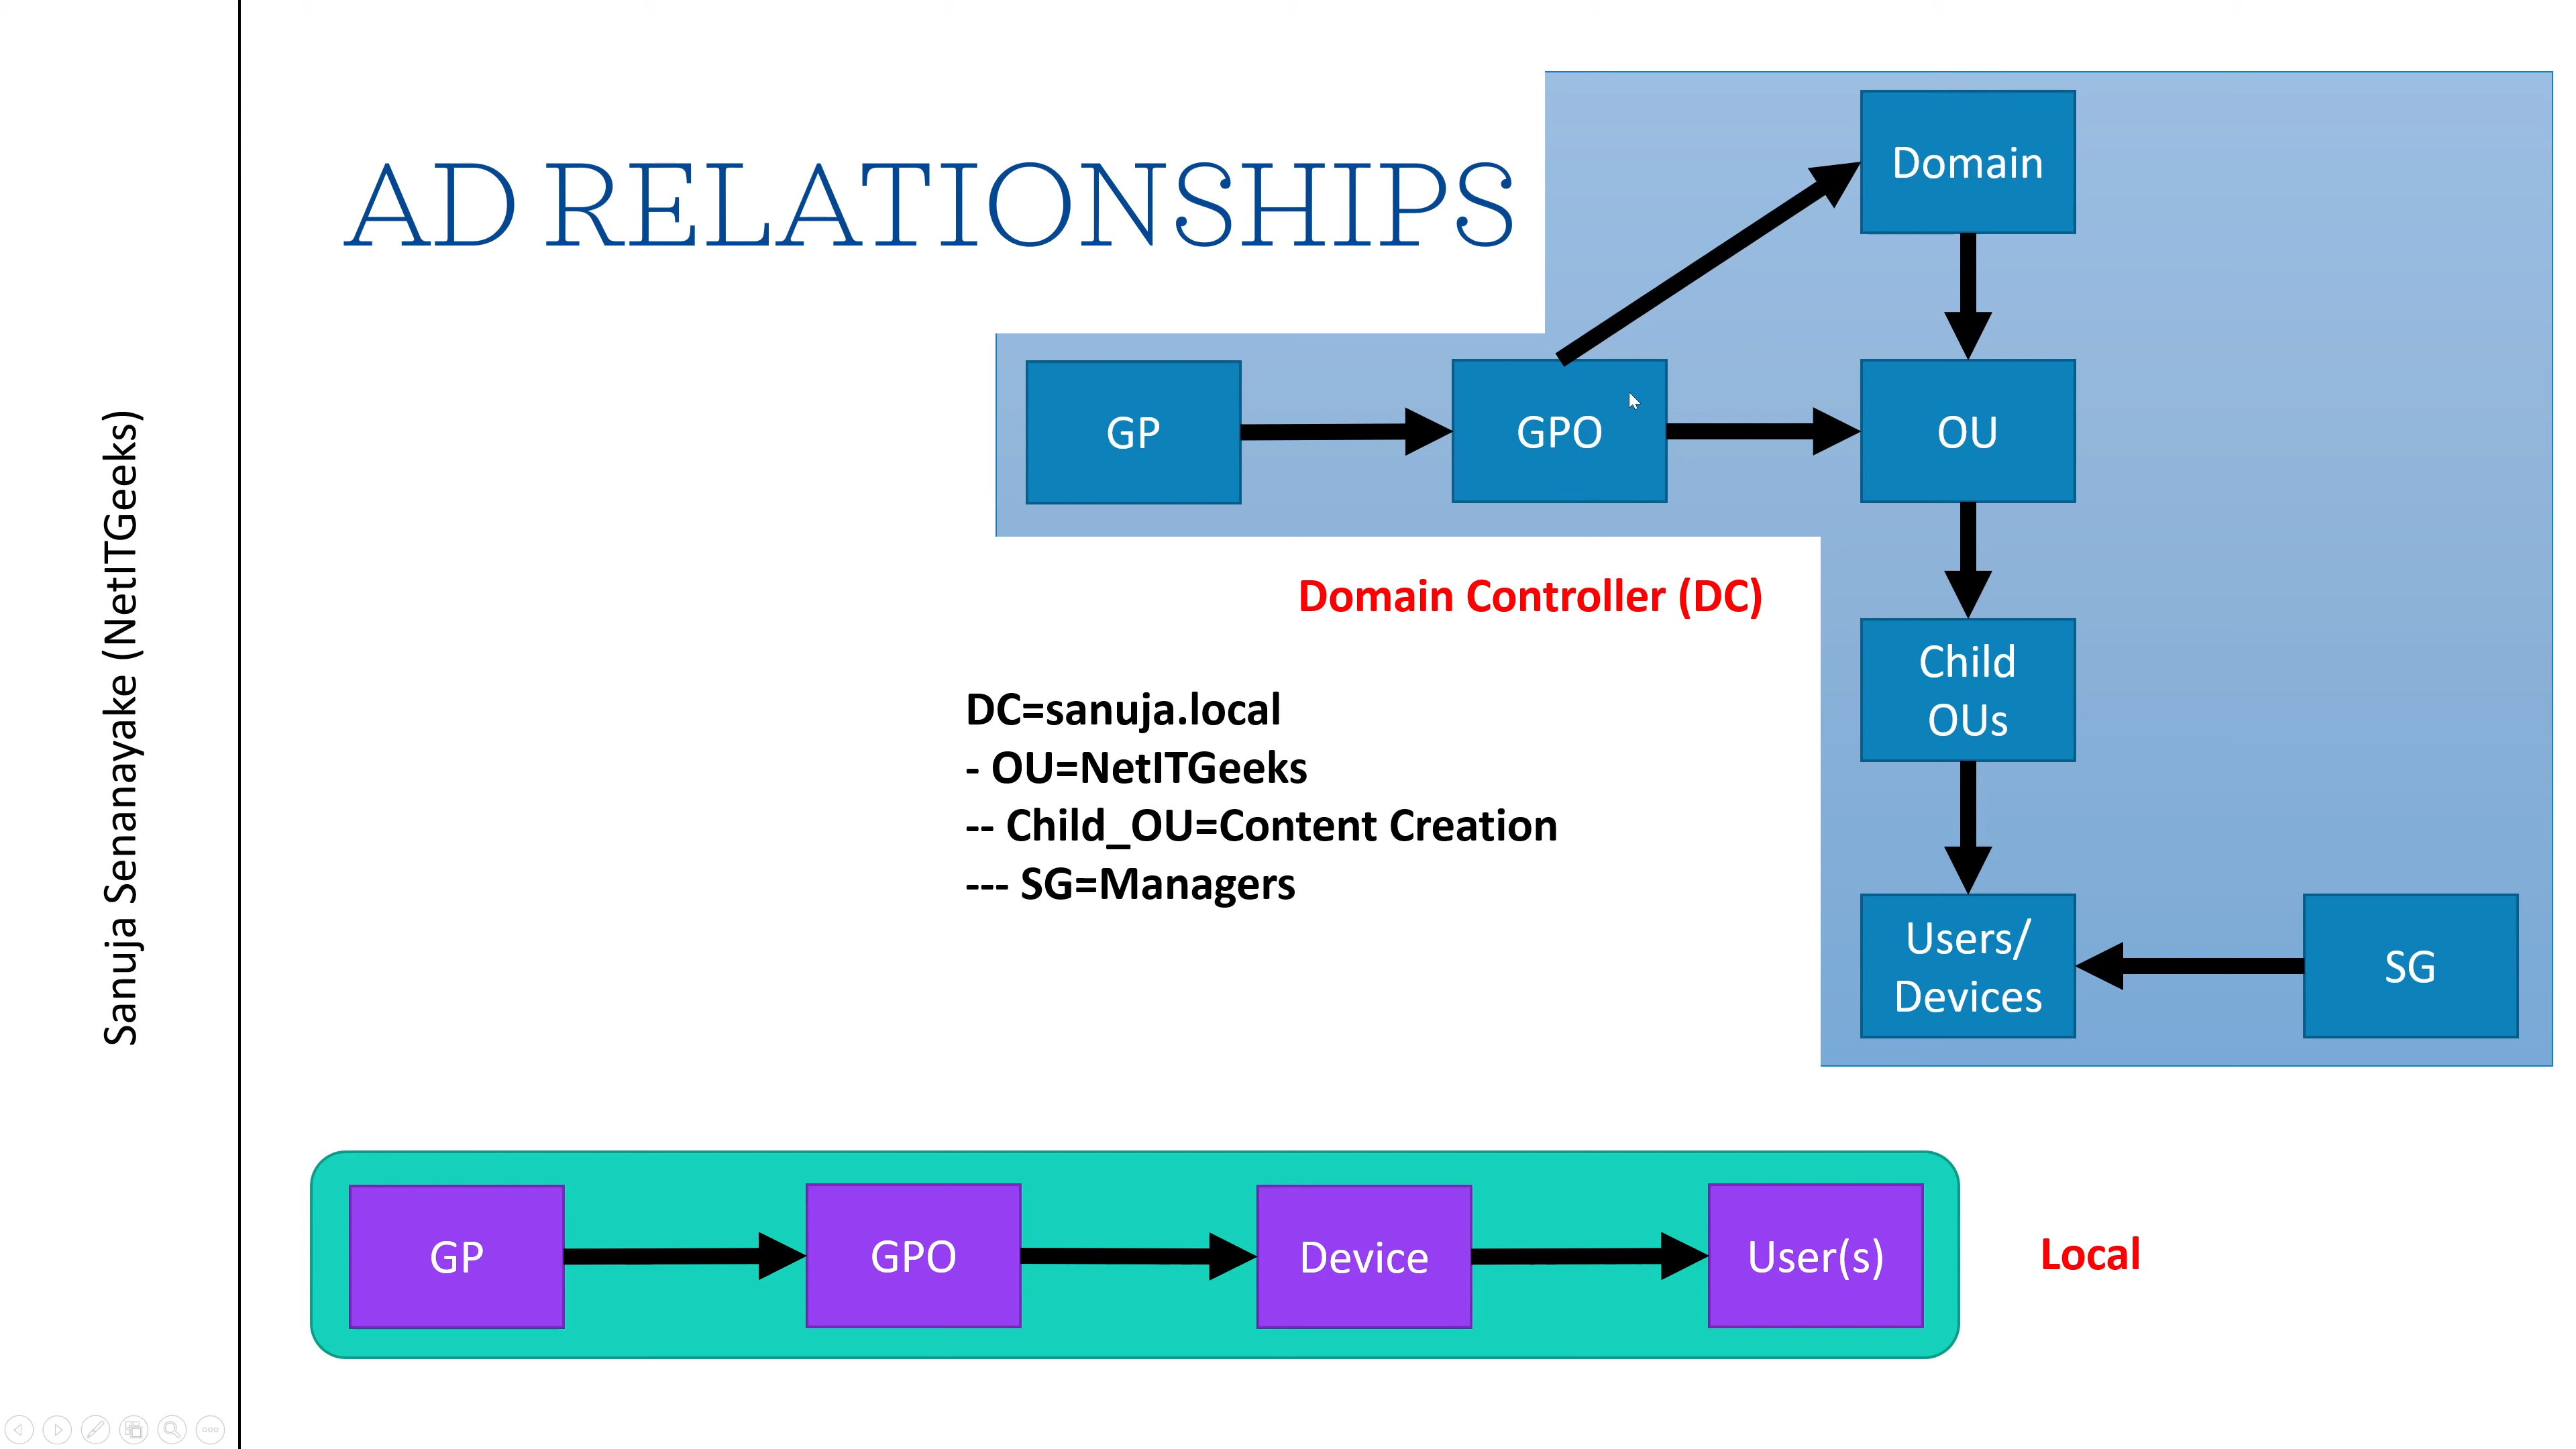 Sanuja Senanayake (NetITGeeks)
AD RELATIONSHIPS
Domain
GP
GPO
OU
Domain Controller (DC)
Child
OUs
DC=sanuja.local
- OU=NetITGeeks
-- Child_OU=Content Creation
--- SG=Managers
Users/
Devices
SG
GP
GPO
Device
User(s)
Local